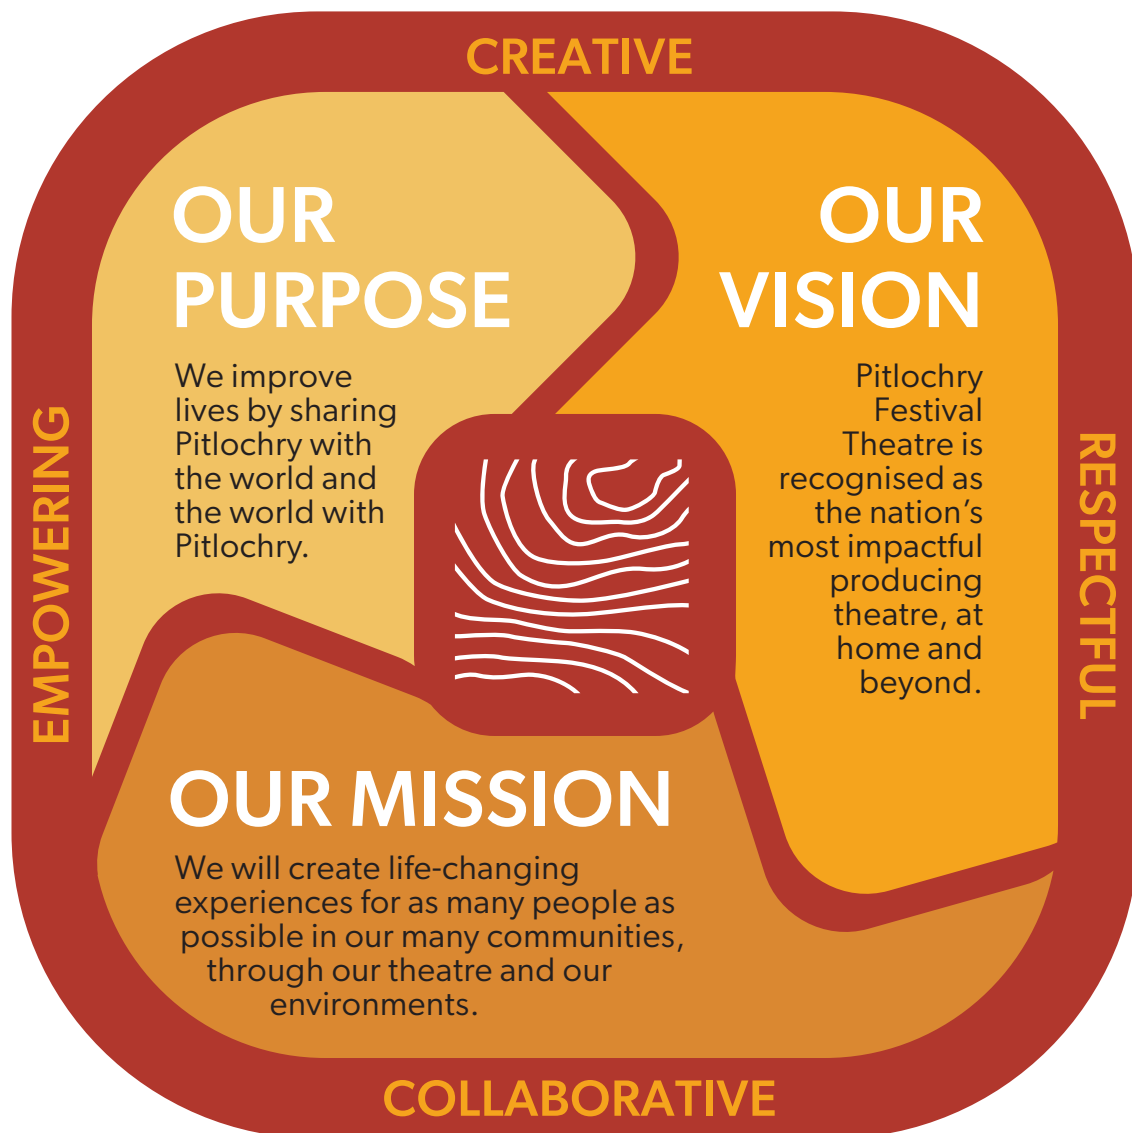 CREATIVE
OUR
PURPOSE
We improve
lives by sharing
Pitlochry with
the world and
the world with
Pitlochry.
OUR
VISION
Pitlochry
Festival
Theatre is
recognised as
the nation’s
most impactful
producing
theatre, at
home and
beyond.
EMPOWERING
RESPECTFUL
OUR MISSION
We will create life-changing
experiences for as many people as
possible in our many communities,
through our theatre and our
environments.
COLLABORATIVE